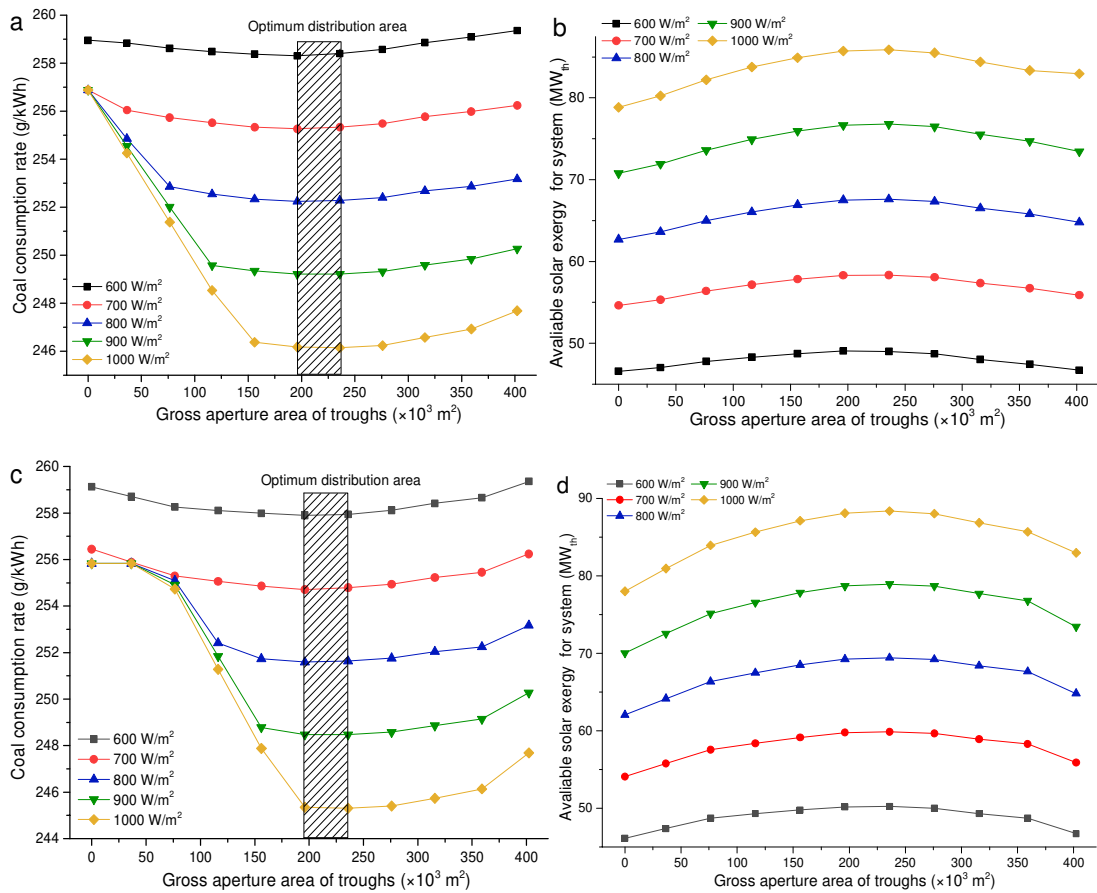 a
Optimum distribution area
Coal consumption rate (g/kWh)
260
258
256
254
252
250
248
246
600 W/m²
700 W/m²
800 W/m²
900 W/m²
1000 W/m²
0 50 100 150 200 250 300 350 400
Gross aperture area of troughs (×10³ m²)
b
600 W/m² 900 W/m²
700 W/m² 1000 W/m²
800 W/m²
Avaliable solar exergy for system (MWth)
80
70
60
50
0 50 100 150 200 250 300 350 400
Gross aperture area of troughs (×10³ m²)
c
Optimum distribution area
Coal consumption rate (g/kWh)
260
258
256
254
252
250
248
246
244
600 W/m²
700 W/m²
800 W/m²
900 W/m²
1000 W/m²
0 50 100 150 200 250 300 350 400
Gross aperture area of troughs (×10³ m²)
d
600 W/m² 900 W/m²
700 W/m² 1000 W/m²
800 W/m²
Avaliable solar exergy for system (MWth)
90
80
70
60
50
0 50 100 150 200 250 300 350 400
Gross aperture area of troughs (×10³ m²)